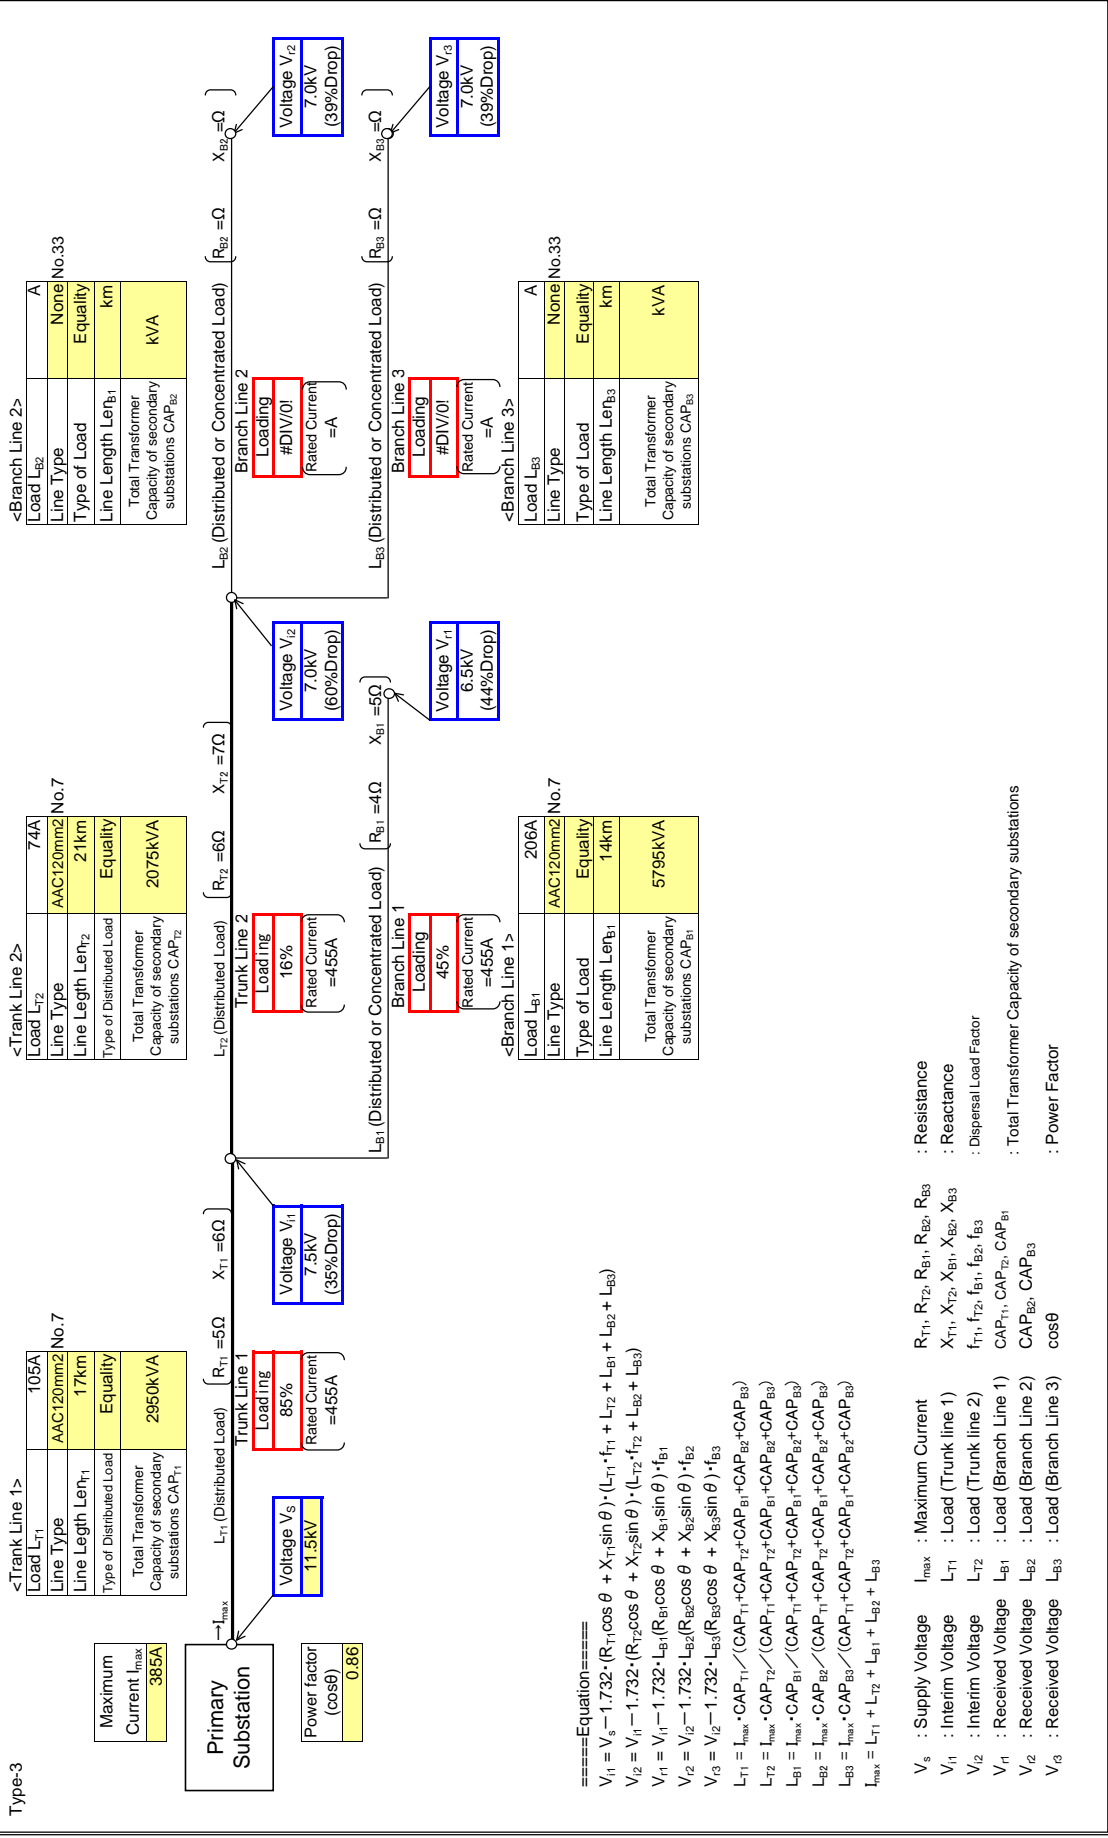 Type-3
Maximum
Current Imax
385A
Primary
Substation
Power factor
(cosθ)
0.86
→Imax
Voltage VS
11.5kV
<Trank Line 1>
Load LT1 105A
Line Type AAC120mm2 No.7
Line Length LenT1 17km
Type of Distributed Load Equality
Total Transformer
Capacity of secondary
substations CAPT1
2950kVA
LT1 (Distributed Load)
RT1 =5Ω XT1 =6Ω
Trunk Line 1
Loading
85%
Rated Current
=455A
Voltage Vi1
7.5kV
(35%Drop)
<Trank Line 2>
Load LT2 74A
Line Type AAC120mm2 No.7
Line Legth LenT2 21km
Type of Distributed Load Equality
Total Transformer
Capacity of secondary
substations CAPT2
2075kVA
LT2 (Distributed Load)
RT2 =6Ω XT2 =7Ω
Trunk Line 2
Loading
16%
Rated Current
=455A
Voltage Vi2
7.0kV
(60%Drop)
LB1 (Distributed or Concentrated Load)
RB1 =4Ω XB1 =5Ω
Branch Line 1
Loading
45%
Rated Current
=455A
Voltage Vr1
6.5kV
(44%Drop)
<Branch Line 1>
Load LB1 206A
Line Type AAC120mm2 No.7
Type of Load Equality
Line Length LenB1 14km
Total Transformer
Capacity of secondary
substations CAPB1
5795kVA
<Branch Line 2>
Load LB2 A
Line Type None No.33
Type of Load Equality
Line Length LenB1 km
Total Transformer
Capacity of secondary
substations CAPB2
kVA
LB2 (Distributed or Concentrated Load)
RB2 =Ω XB2 =Ω
Branch Line 2
Loading
#DIV/0!
Rated Current
=A
Voltage Vr2
7.0kV
(39%Drop)
LB3 (Distributed or Concentrated Load)
RB3 =Ω XB3 =Ω
Branch Line 3
Loading
#DIV/0!
Rated Current
=A
Voltage Vr3
7.0kV
(39%Drop)
<Branch Line 3>
Load LB3 A
Line Type None No.33
Type of Load Equality
Line Length LenB3 km
Total Transformer
Capacity of secondary
substations CAPB3
kVA
=====Equation=====
Vi1 = Vs－1.732･(RT1cos θ + XT1sin θ)･(LT1･fT1 + LT2 + LB1 + LB2 + LB3)
Vi2 = Vi1－1.732･(RT2cos θ + XT2sin θ)･(LT2･fT2 + LB2 + LB3)
Vr1 = Vi1－1.732･LB1(RB1cos θ + XB1sin θ)･fB1
Vr2 = Vi2－1.732･LB2(RB2cos θ + XB2sin θ)･fB2
Vr3 = Vi2－1.732･LB3(RB3cos θ + XB3sin θ)･fB3
LT1 = Imax･CAPT1／(CAPT1+CAPT2+CAPB1+CAPB2+CAPB3)
LT2 = Imax･CAPT2／(CAPT1+CAPT2+CAPB1+CAPB2+CAPB3)
LB1 = Imax･CAPB1／(CAPT1+CAPT2+CAPB1+CAPB2+CAPB3)
LB2 = Imax･CAPB2／(CAPT1+CAPT2+CAPB1+CAPB2+CAPB3)
LB3 = Imax･CAPB3／(CAPT1+CAPT2+CAPB1+CAPB2+CAPB3)
Imax = LT1 + LT2 + LB1 + LB2 + LB3
Vs : Supply Voltage Imax : Maximum Current RT1, RT2, RB1, RB2, RB3 : Resistance
Vi1 : Interim Voltage LT1 : Load (Trunk line 1) XT1, XT2, XB1, XB2, XB3 : Reactance
Vi2 : Interim Voltage LT2 : Load (Trunk line 2) fT1, fT2, fB1, fB2, fB3 : Dispersal Load Factor
Vr1 : Received Voltage LB1 : Load (Branch Line 1) CAPT1, CAPT2, CAPB1
Vr2 : Received Voltage LB2 : Load (Branch Line 2) CAPB2, CAPB3 : Total Transformer Capacity of secondary substations
Vr3 : Received Voltage LB3 : Load (Branch Line 3) cosθ : Power Factor